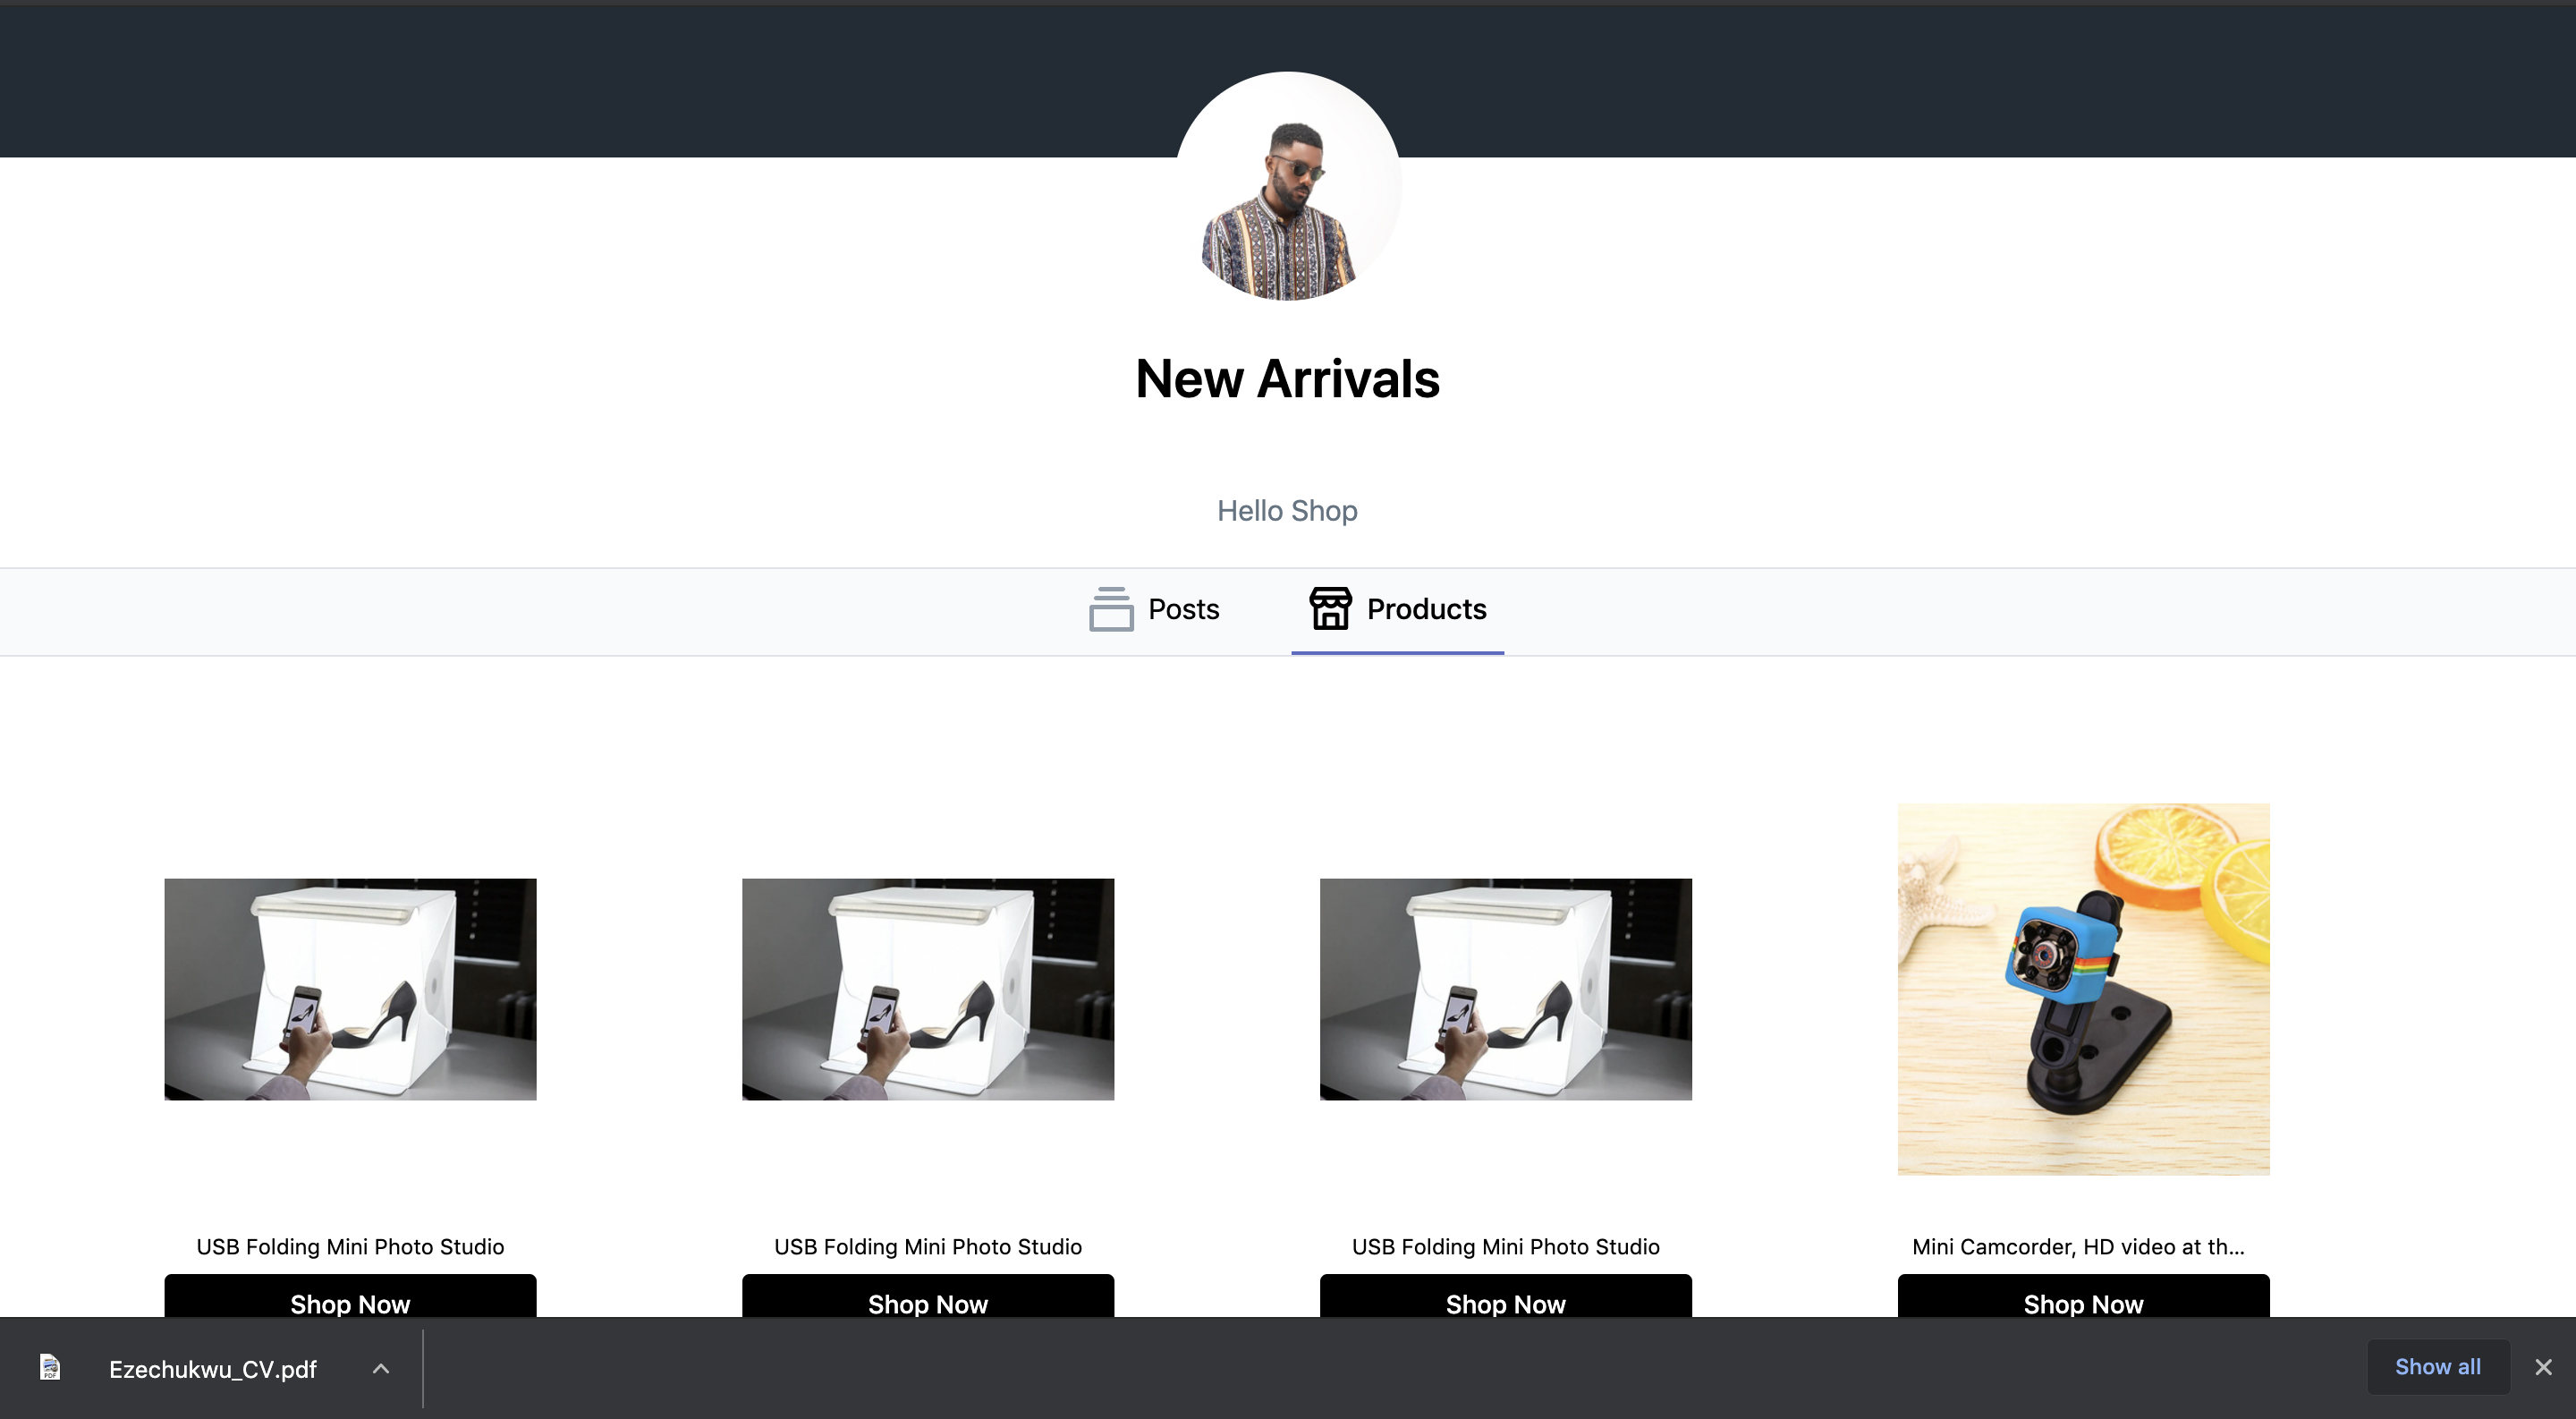 New Arrivals
Hello Shop
Posts
Products
USB Folding Mini Photo Studio
USB Folding Mini Photo Studio
USB Folding Mini Photo Studio
Mini Camcorder, HD video at th...
Shop Now
Shop Now
Shop Now
Shop Now
PDF
Ezechukwu_CV.pdf
Show all